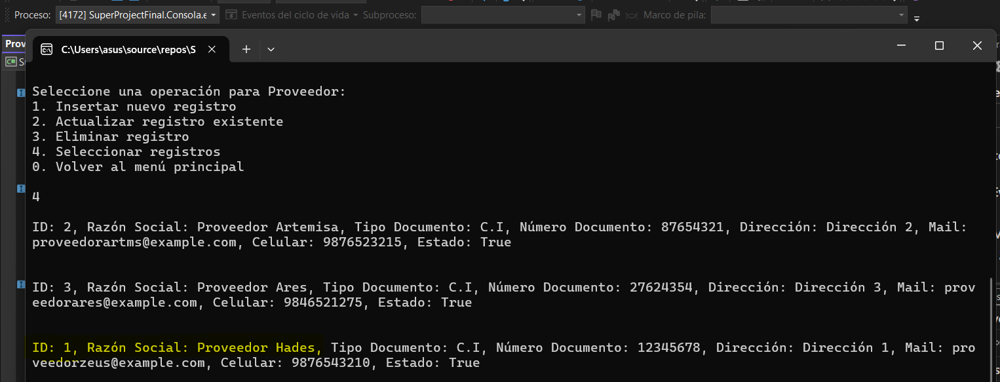 Proceso: [4172] SuperProjectFinal.Consola.e Eventos del ciclo de vida Subproceso: Marco de pila:
Prov
C:\Users\asus\source\repos\S
C# S
Seleccione una operación para Proveedor:
1. Insertar nuevo registro
2. Actualizar registro existente
3. Eliminar registro
4. Seleccionar registros
0. Volver al menú principal
4
ID: 2, Razón Social: Proveedor Artemisa, Tipo Documento: C.I, Número Documento: 87654321, Dirección: Dirección 2, Mail:
proveedorartms@example.com, Celular: 9876523215, Estado: True
ID: 3, Razón Social: Proveedor Ares, Tipo Documento: C.I, Número Documento: 27624354, Dirección: Dirección 3, Mail: prov
eedorares@example.com, Celular: 9846521275, Estado: True
ID: 1, Razón Social: Proveedor Hades, Tipo Documento: C.I, Número Documento: 12345678, Dirección: Dirección 1, Mail: pro
veedorzeus@example.com, Celular: 9876543210, Estado: True